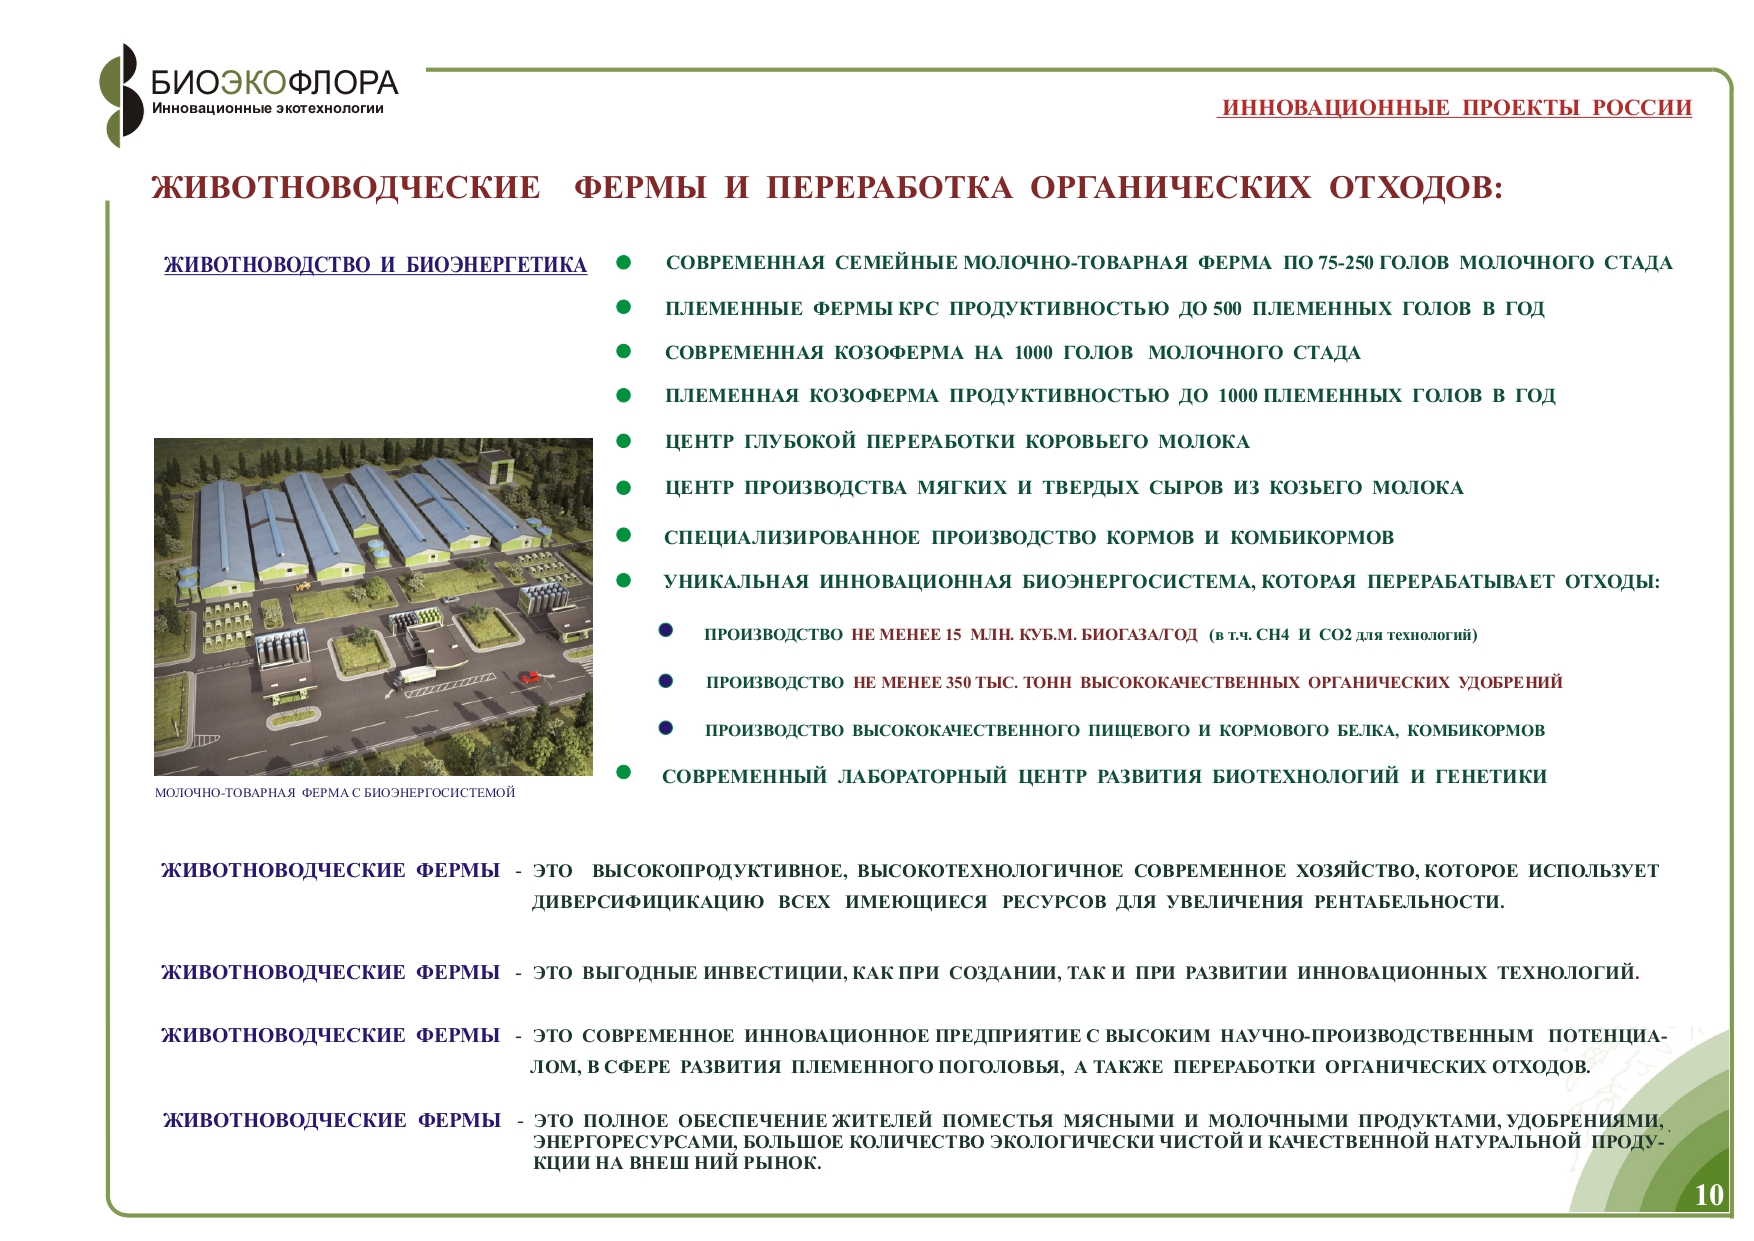 БИОЭКОФЛОРА
Инновационные экотехнологии
ИННОВАЦИОННЫЕ ПРОЕКТЫ РОССИИ
ЖИВОТНОВОДЧЕСКИЕ ФЕРМЫ И ПЕРЕРАБОТКА ОРГАНИЧЕСКИХ ОТХОДОВ:
ЖИВОТНОВОДСТВО И БИОЭНЕРГЕТИКА
СОВРЕМЕННАЯ СЕМЕЙНЫЕ МОЛОЧНО-ТОВАРНАЯ ФЕРМА ПО 75-250 ГОЛОВ МОЛОЧНОГО СТАДА
ПЛЕМЕННЫЕ ФЕРМЫ КРС ПРОДУКТИВНОСТЬЮ ДО 500 ПЛЕМЕННЫХ ГОЛОВ В ГОД
СОВРЕМЕННАЯ КОЗОФЕРМА НА 1000 ГОЛОВ МОЛОЧНОГО СТАДА
ПЛЕМЕННАЯ КОЗОФЕРМА ПРОДУКТИВНОСТЬЮ ДО 1000 ПЛЕМЕННЫХ ГОЛОВ В ГОД
ЦЕНТР ГЛУБОКОЙ ПЕРЕРАБОТКИ КОРОВЬЕГО МОЛОКА
ЦЕНТР ПРОИЗВОДСТВА МЯГКИХ И ТВЕРДЫХ СЫРОВ ИЗ КОЗЬЕГО МОЛОКА
СПЕЦИАЛИЗИРОВАННОЕ ПРОИЗВОДСТВО КОРМОВ И КОМБИКОРМОВ
УНИКАЛЬНАЯ ИННОВАЦИОННАЯ БИОЭНЕРГОСИСТЕМА, КОТОРАЯ ПЕРЕРАБАТЫВАЕТ ОТХОДЫ:
ПРОИЗВОДСТВО НЕ МЕНЕЕ 15 МЛН. КУБ.М. БИОГАЗА/ГОД (в т.ч. СН4 И СО2 для технологий)
ПРОИЗВОДСТВО НЕ МЕНЕЕ 350 ТЫС. ТОНН ВЫСОКОКАЧЕСТВЕННЫХ ОРГАНИЧЕСКИХ УДОБРЕНИЙ
ПРОИЗВОДСТВО ВЫСОКОКАЧЕСТВЕННОГО ПИЩЕВОГО И КОРМОВОГО БЕЛКА, КОМБИКОРМОВ
СОВРЕМЕННЫЙ ЛАБОРАТОРНЫЙ ЦЕНТР РАЗВИТИЯ БИОТЕХНОЛОГИЙ И ГЕНЕТИКИ
МОЛОЧНО-ТОВАРНАЯ ФЕРМА С БИОЭНЕРГОСИСТЕМОЙ
ЖИВОТНОВОДЧЕСКИЕ ФЕРМЫ - ЭТО ВЫСОКОПРОДУКТИВНОЕ, ВЫСОКОТЕХНОЛОГИЧНОЕ СОВРЕМЕННОЕ ХОЗЯЙСТВО, КОТОРОЕ ИСПОЛЬЗУЕТ
ДИВЕРСИФИЦИКАЦИЮ ВСЕХ ИМЕЮЩИЕСЯ РЕСУРСОВ ДЛЯ УВЕЛИЧЕНИЯ РЕНТАБЕЛЬНОСТИ.
ЖИВОТНОВОДЧЕСКИЕ ФЕРМЫ - ЭТО ВЫГОДНЫЕ ИНВЕСТИЦИИ, КАК ПРИ СОЗДАНИИ, ТАК И ПРИ РАЗВИТИИ ИННОВАЦИОННЫХ ТЕХНОЛОГИЙ.
ЖИВОТНОВОДЧЕСКИЕ ФЕРМЫ - ЭТО СОВРЕМЕННОЕ ИННОВАЦИОННОЕ ПРЕДПРИЯТИЕ С ВЫСОКИМ НАУЧНО-ПРОИЗВОДСТВЕННЫМ ПОТЕНЦИА-
ЛОМ, В СФЕРЕ РАЗВИТИЯ ПЛЕМЕННОГО ПОГОЛОВЬЯ, А ТАКЖЕ ПЕРЕРАБОТКИ ОРГАНИЧЕСКИХ ОТХОДОВ.
ЖИВОТНОВОДЧЕСКИЕ ФЕРМЫ - ЭТО ПОЛНОЕ ОБЕСПЕЧЕНИЕ ЖИТЕЛЕЙ ПОМЕСТЬЯ МЯСНЫМИ И МОЛОЧНЫМИ ПРОДУКТАМИ, УДОБРЕНИЯМИ,
ЭНЕРГОРЕСУРСАМИ, БОЛЬШОЕ КОЛИЧЕСТВО ЭКОЛОГИЧЕСКИ ЧИСТОЙ И КАЧЕСТВЕННОЙ НАТУРАЛЬНОЙ ПРОДУ-
КЦИИ НА ВНЕШ НИЙ РЫНОК.
10